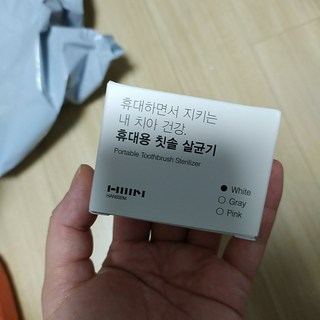 휴대하면서 지키는
내 치아 건강.
휴대용 칫솔 살균기
Portable Toothbrush Sterilizer
White
Gray
Pink